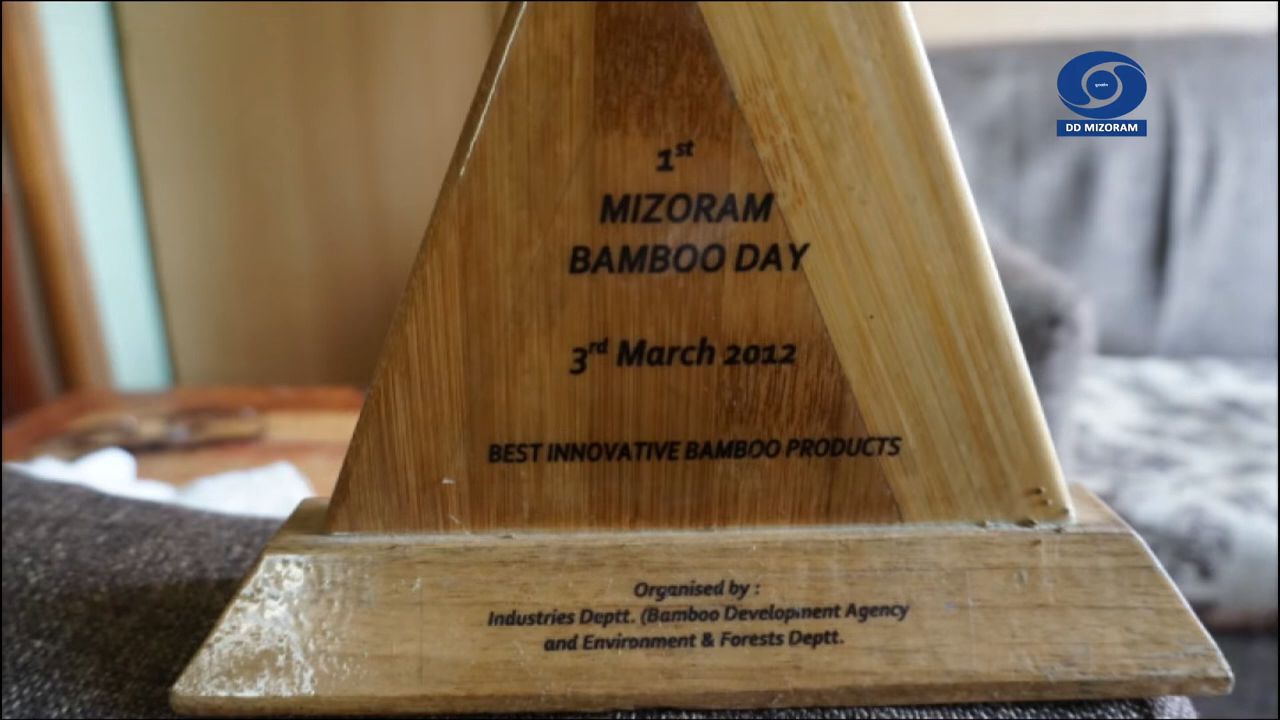 DD MIZORAM
1st
MIZORAM
BAMBOO DAY
3rd March 2012
BEST INNOVATIVE BAMBOO PRODUCTS
Organised by :
Industries Deptt. (Bamboo Development Agency
and Environment & Forests Deptt.